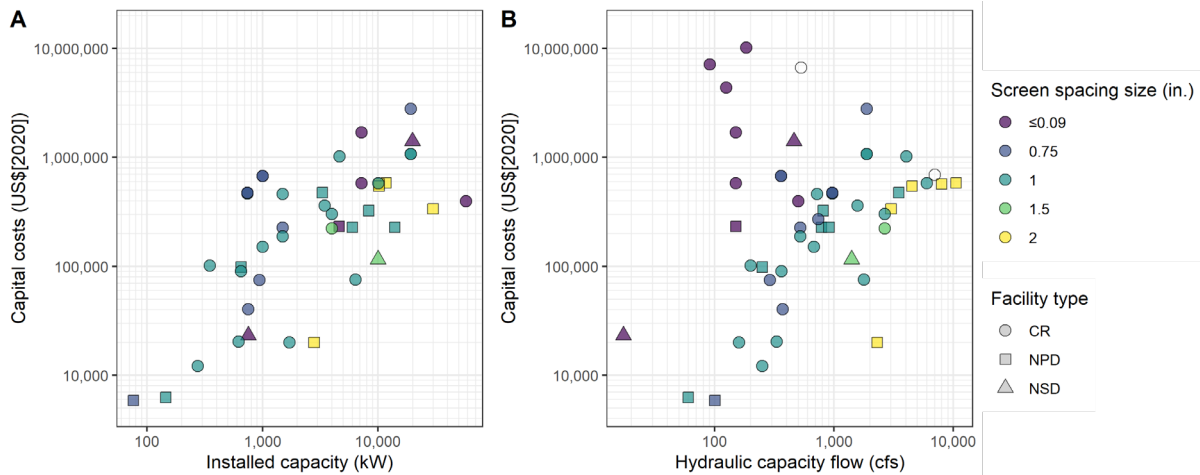 A
Capital costs (US$[2020])
10,000,000
1,000,000
100,000
10,000
100
1,000
10,000
Installed capacity (kW)
B
Capital costs (US$[2020])
10,000,000
1,000,000
100,000
10,000
100
1,000
10,000
Hydraulic capacity flow (cfs)
Screen spacing size (in.)
≤0.09
0.75
1
1.5
2
Facility type
CR
NPD
NSD